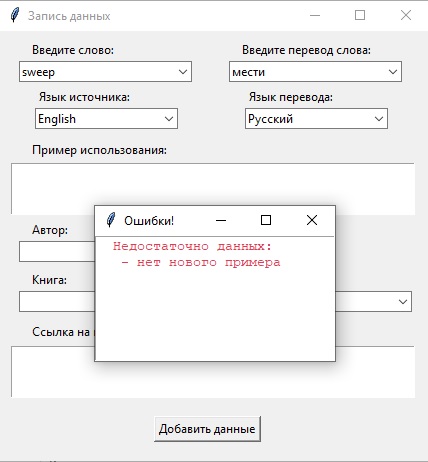 Запись данных
Введите слово:
Введите перевод слова:
sweep
мести
Язык источника:
Язык перевода:
English
Русский
Пример использования:
Ошибки!
Недостаточно данных:
- нет нового примера
Автор:
Книга:
Ссылка на
Добавить данные